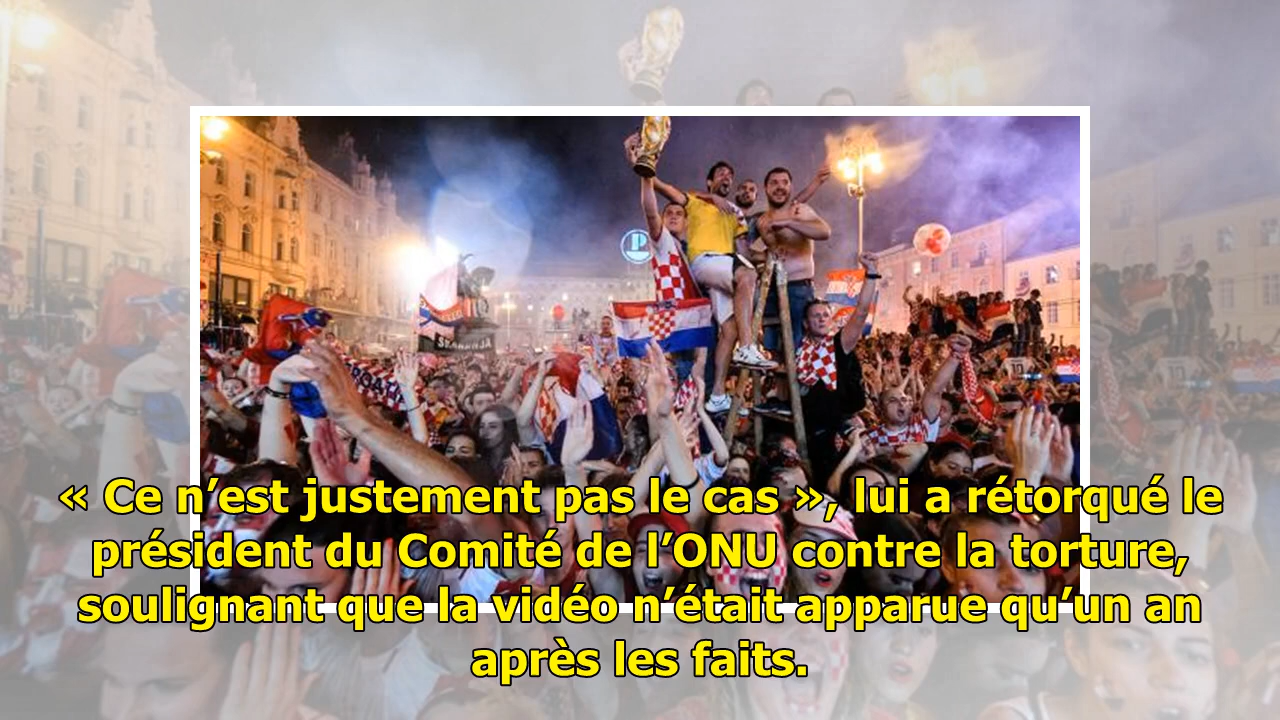 P
« Ce n’est justement pas le cas », lui a rétorqué le
président du Comité de l’ONU contre la torture,
soulignant que la vidéo n’était apparue qu’un an
après les faits.